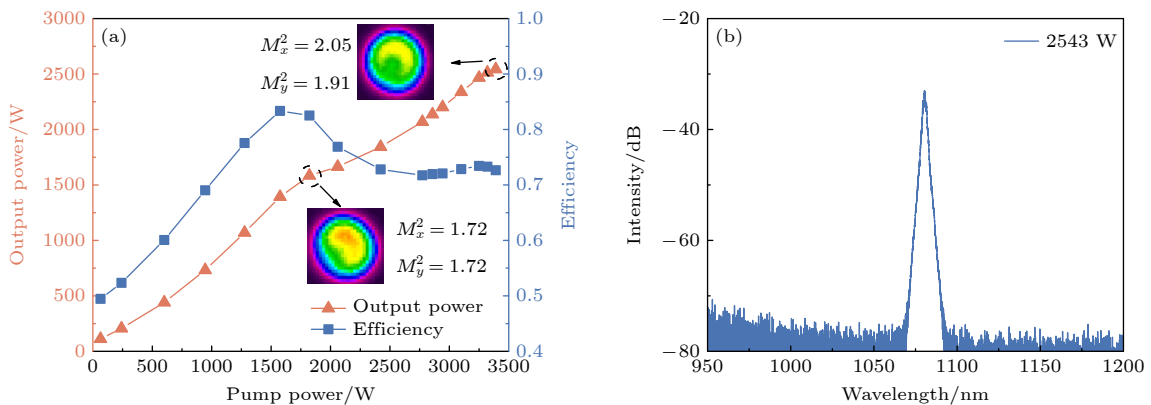 (a)
3000
2500
2000
1500
1000
500
0
Output power/W
1.0
0.9
0.8
0.7
0.6
0.5
0.4
Efficiency
M²ₓ = 2.05
M²ᵧ = 1.91
M²ₓ = 1.72
M²ᵧ = 1.72
Output power
Efficiency
0 500 1000 1500 2000 2500 3000 3500
Pump power/W
(b)
2543 W
−20
−40
−60
−80
Intensity/dB
950 1000 1050 1100 1150 1200
Wavelength/nm